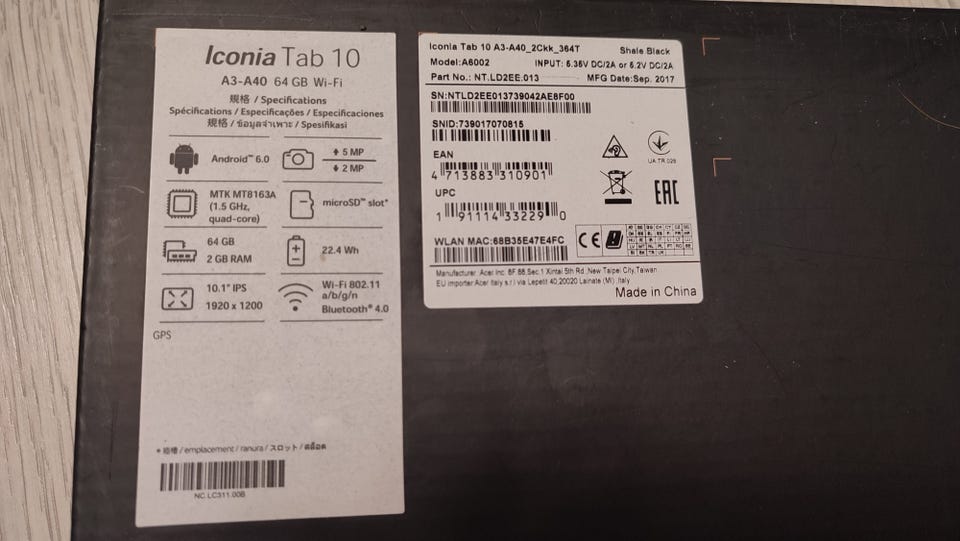 Iconia Tab 10
A3-A40 64 GB Wi-Fi
規格 / Specifications
Spécifications / Especificações / Especificaciones
規格 / ข้อมูลจำเพาะ / Spesifikasi
Android™ 6.0
5 MP
2 MP
MTK MT8163A
(1.5 GHz,
quad-core)
microSD™ slot*
64 GB
2 GB RAM
22.4 Wh
10.1" IPS
1920 x 1200
Wi-Fi 802.11
a/b/g/n
Bluetooth® 4.0
GPS
* 插槽 / emplacement / ranura / スロット / สล็อต
NC.LC311.00B
Iconia Tab 10 A3-A40_2Ckk_364T Shale Black
Model:A6002 INPUT: 5.35V DC/2A or 5.2V DC/2A
Part No.: NT.LD2EE.013 MFG Date:Sep. 2017
SN:NTLD2EE013739042AE8F00
SNID:739017070815
EAN
4 713883 310901
UPC
1 91114 33229 0
WLAN MAC:68B35E47E4FC
UA.TR.028
EAC
CE
Manufacturer: Acer Inc. 8F 88,Sec.1 Xintai 5th Rd.,New Taipei City,Taiwan
EU importer:Acer Italy s.r.l via Lepetit 40,20020 Lainate (MI) ,Italy
Made in China